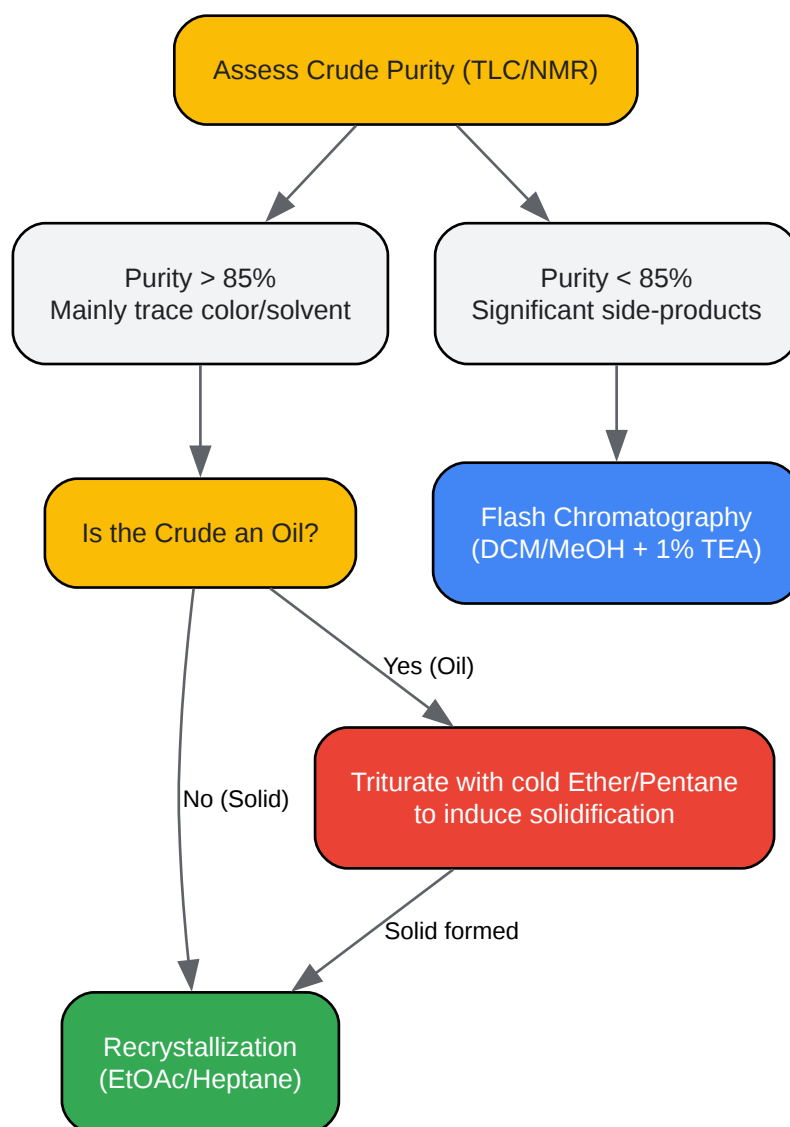 Assess Crude Purity (TLC/NMR)
Purity > 85%
Mainly trace color/solvent
Purity < 85%
Significant side-products
Is the Crude an Oil?
Flash Chromatography
(DCM/MeOH + 1% TEA)
Yes (Oil)
Triturate with cold Ether/Pentane
to induce solidification
No (Solid)
Solid formed
Recrystallization
(EtOAc/Heptane)